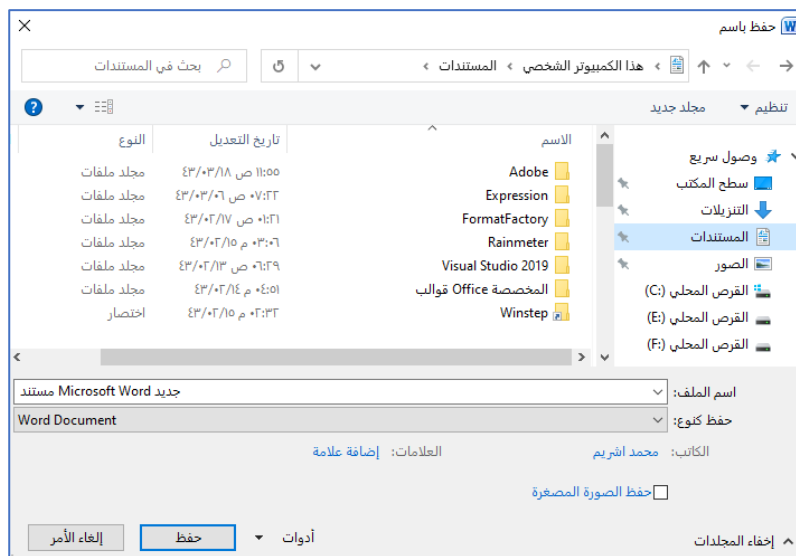 حفظ باسم
هذا الكمبيوتر الشخصي › المستندات ›
بحث في المستندات
تنظيم
مجلد جديد
وصول سريع
سطح المكتب
التنزيلات
المستندات
الصور
القرص المحلي (C:)
القرص المحلي (E:)
القرص المحلي (F:)
الاسم تاريخ التعديل النوع
Adobe ١١:٥٥ ص ٤٣/٠٣/١٨ مجلد ملفات
Expression ٠٧:٢٢ ص ٤٣/٠٣/٠٦ مجلد ملفات
FormatFactory ٠١:٢١ ص ٤٣/٠٢/١٧ مجلد ملفات
Rainmeter ٠٣:٠٦ م ٤٣/٠٢/١٥ مجلد ملفات
Visual Studio 2019 ٠٦:٢٩ ص ٤٣/٠٢/١٣ مجلد ملفات
المخصصة Office قوالب ٠٤:٥١ م ٤٣/٠٢/١٤ مجلد ملفات
Winstep ٠٢:٣٢ م ٤٣/٠٢/١٥ اختصار
اسم الملف: جديد Microsoft Word مستند
حفظ كنوع: Word Document
الكاتب: محمد اشريم العلامات: إضافة علامة
حفظ الصورة المصغرة
إخفاء المجلدات أدوات حفظ إلغاء الأمر